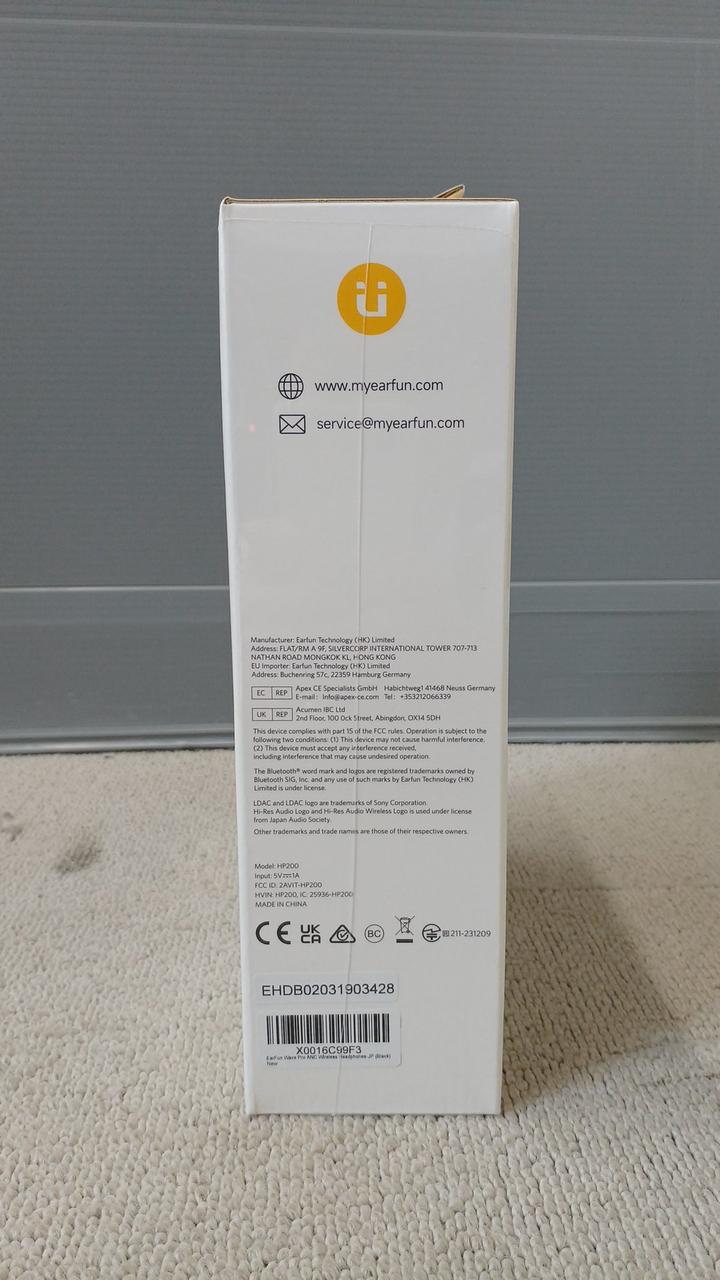 www.myearfun.com
service@myearfun.com
Manufacturer: Earfun Technology (HK) Limited
Address: FLAT/RM A 9F, SILVERCORP INTERNATIONAL TOWER 707-713
NATHAN ROAD MONGKOK KL, HONG KONG
EU Importer: Earfun Technology (HK) Limited
Address: Buchenring 57c, 22359 Hamburg Germany
EC REP Apex CE Specialists GmbH Habichtweg1 41468 Neuss Germany
E-mail: Info@apex-ce.com Tel: +353212066339
UK REP Acumen IBC Ltd
2nd Floor, 100 Ock Street, Abingdon, OX14 5DH
This device complies with part 15 of the FCC rules. Operation is subject to the
following two conditions: (1) This device may not cause harmful interference.
(2) This device must accept any interference received,
including interference that may cause undesired operation.
The Bluetooth® word mark and logos are registered trademarks owned by
Bluetooth SIG, Inc. and any use of such marks by Earfun Technology (HK)
Limited is under license.
LDAC and LDAC logo are trademarks of Sony Corporation.
Hi-Res Audio Logo and Hi-Res Audio Wireless Logo is used under license
from Japan Audio Society.
Other trademarks and trade names are those of their respective owners.
Model: HP200
Input: 5V⎓1A
FCC ID: 2AVIT-HP200
HVIN: HP200, IC: 25936-HP200
MADE IN CHINA
CE UK CA BC R 211-231209
EHDB02031903428
X0016C99F3
EarFun Wave Pro ANC Wireless Headphones-JP (Black)
New